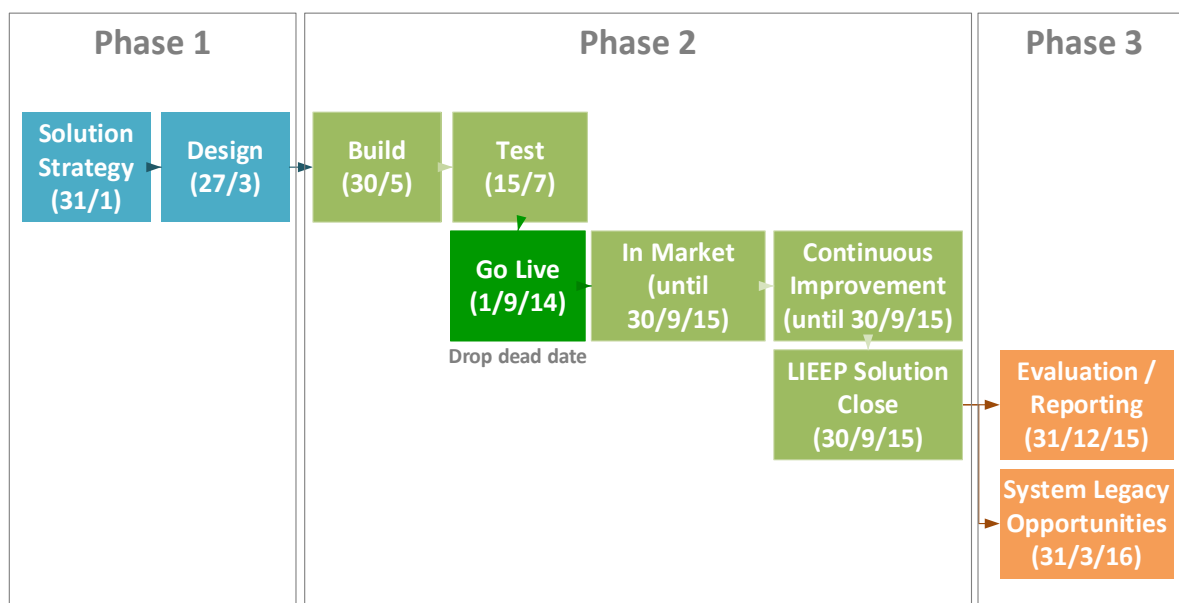 Phase 1
Solution
Strategy
(31/1)
Design
(27/3)
Phase 2
Build
(30/5)
Test
(15/7)
Go Live
(1/9/14)
Drop dead date
In Market
(until
30/9/15)
Continuous
Improvement
(until 30/9/15)
LIEEP Solution
Close
(30/9/15)
Phase 3
Evaluation /
Reporting
(31/12/15)
System Legacy
Opportunities
(31/3/16)